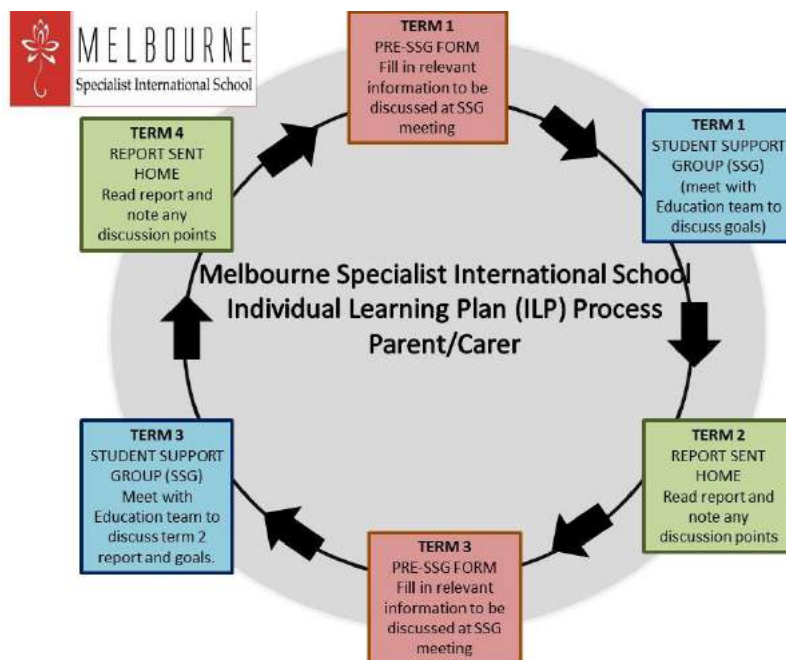 MELBOURNE
Specialist International School
TERM 1
PRE-SSG FORM
Fill in relevant
information to be
discussed at SSG
meeting
TERM 1
STUDENT SUPPORT
GROUP (SSG)
(meet with
Education team to
discuss goals)
TERM 2
REPORT SENT
HOME
Read report and
note any
discussion points
TERM 3
PRE-SSG FORM
Fill in relevant
information to be
discussed at SSG
meeting
TERM 3
STUDENT SUPPORT
GROUP (SSG)
Meet with
Education team to
discuss term 2
report and goals.
TERM 4
REPORT SENT
HOME
Read report and
note any
discussion points
Melbourne Specialist International School
Individual Learning Plan (ILP) Process
Parent/Carer